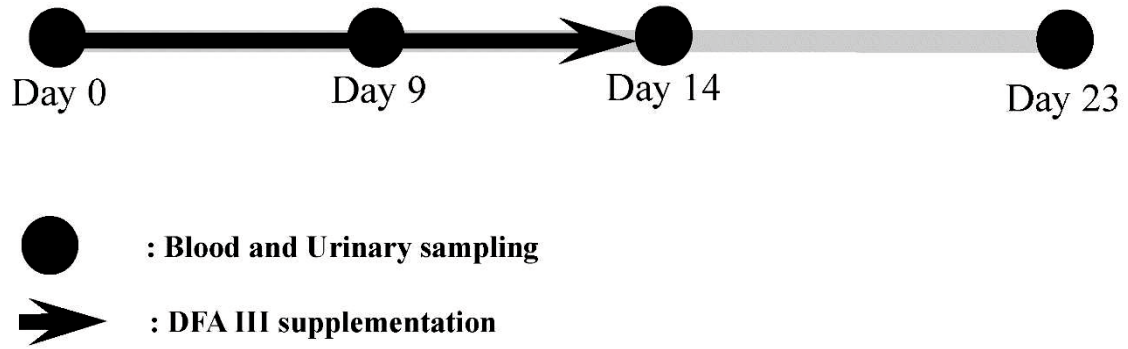 Day 0
Day 9
Day 14
Day 23
: Blood and Urinary sampling
: DFA III supplementation